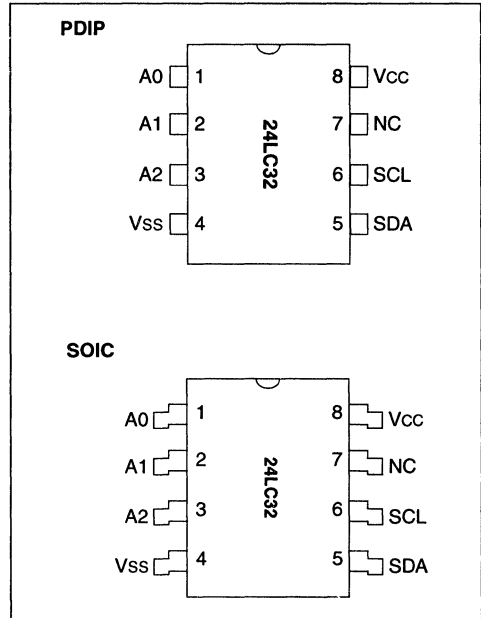 PDIP
A0 1 8 VCC
A1 2 7 NC
A2 3 6 SCL
VSS 4 5 SDA
24LC32
SOIC
A0 1 8 VCC
A1 2 7 NC
A2 3 6 SCL
VSS 4 5 SDA
24LC32